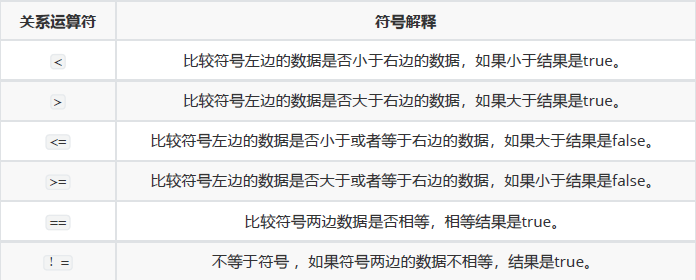 关系运算符 符号解释
< 比较符号左边的数据是否小于右边的数据，如果小于结果是true。
> 比较符号左边的数据是否大于右边的数据，如果大于结果是true。
<= 比较符号左边的数据是否小于或者等于右边的数据，如果大于结果是false。
>= 比较符号左边的数据是否大于或者等于右边的数据，如果小于结果是false。
== 比较符号两边数据是否相等，相等结果是true。
! = 不等于符号 ，如果符号两边的数据不相等，结果是true。